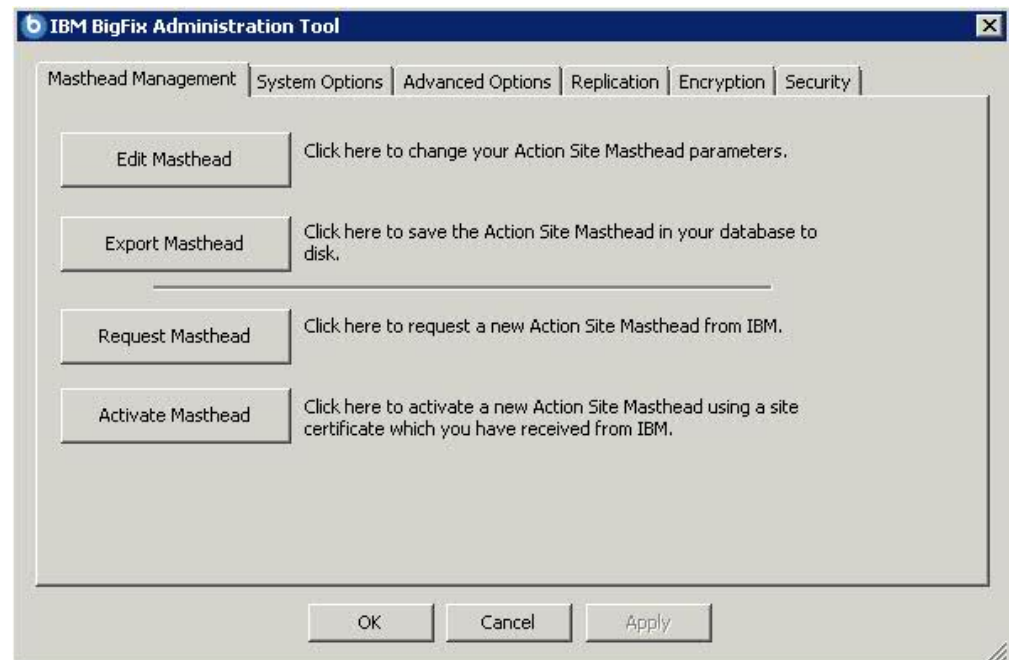 IBM BigFix Administration Tool
Masthead Management
System Options
Advanced Options
Replication
Encryption
Security
Edit Masthead
Click here to change your Action Site Masthead parameters.
Export Masthead
Click here to save the Action Site Masthead in your database to
disk.
Request Masthead
Click here to request a new Action Site Masthead from IBM.
Activate Masthead
Click here to activate a new Action Site Masthead using a site
certificate which you have received from IBM.
OK
Cancel
Apply